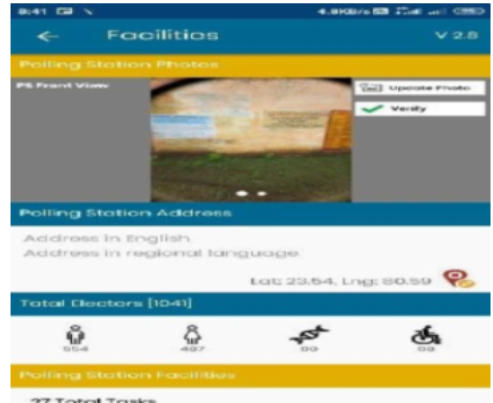 8:41
4.8KB/s
Facilities
V 2.8
Polling Station Photos
PS Front View
Update Photo
Verify
Polling Station Address
Address in English
Address in regional language
Lat: 23.54, Lng: 80.59
Total Electors [1041]
554 487 00
Polling Station Facilities
27 Total Tasks